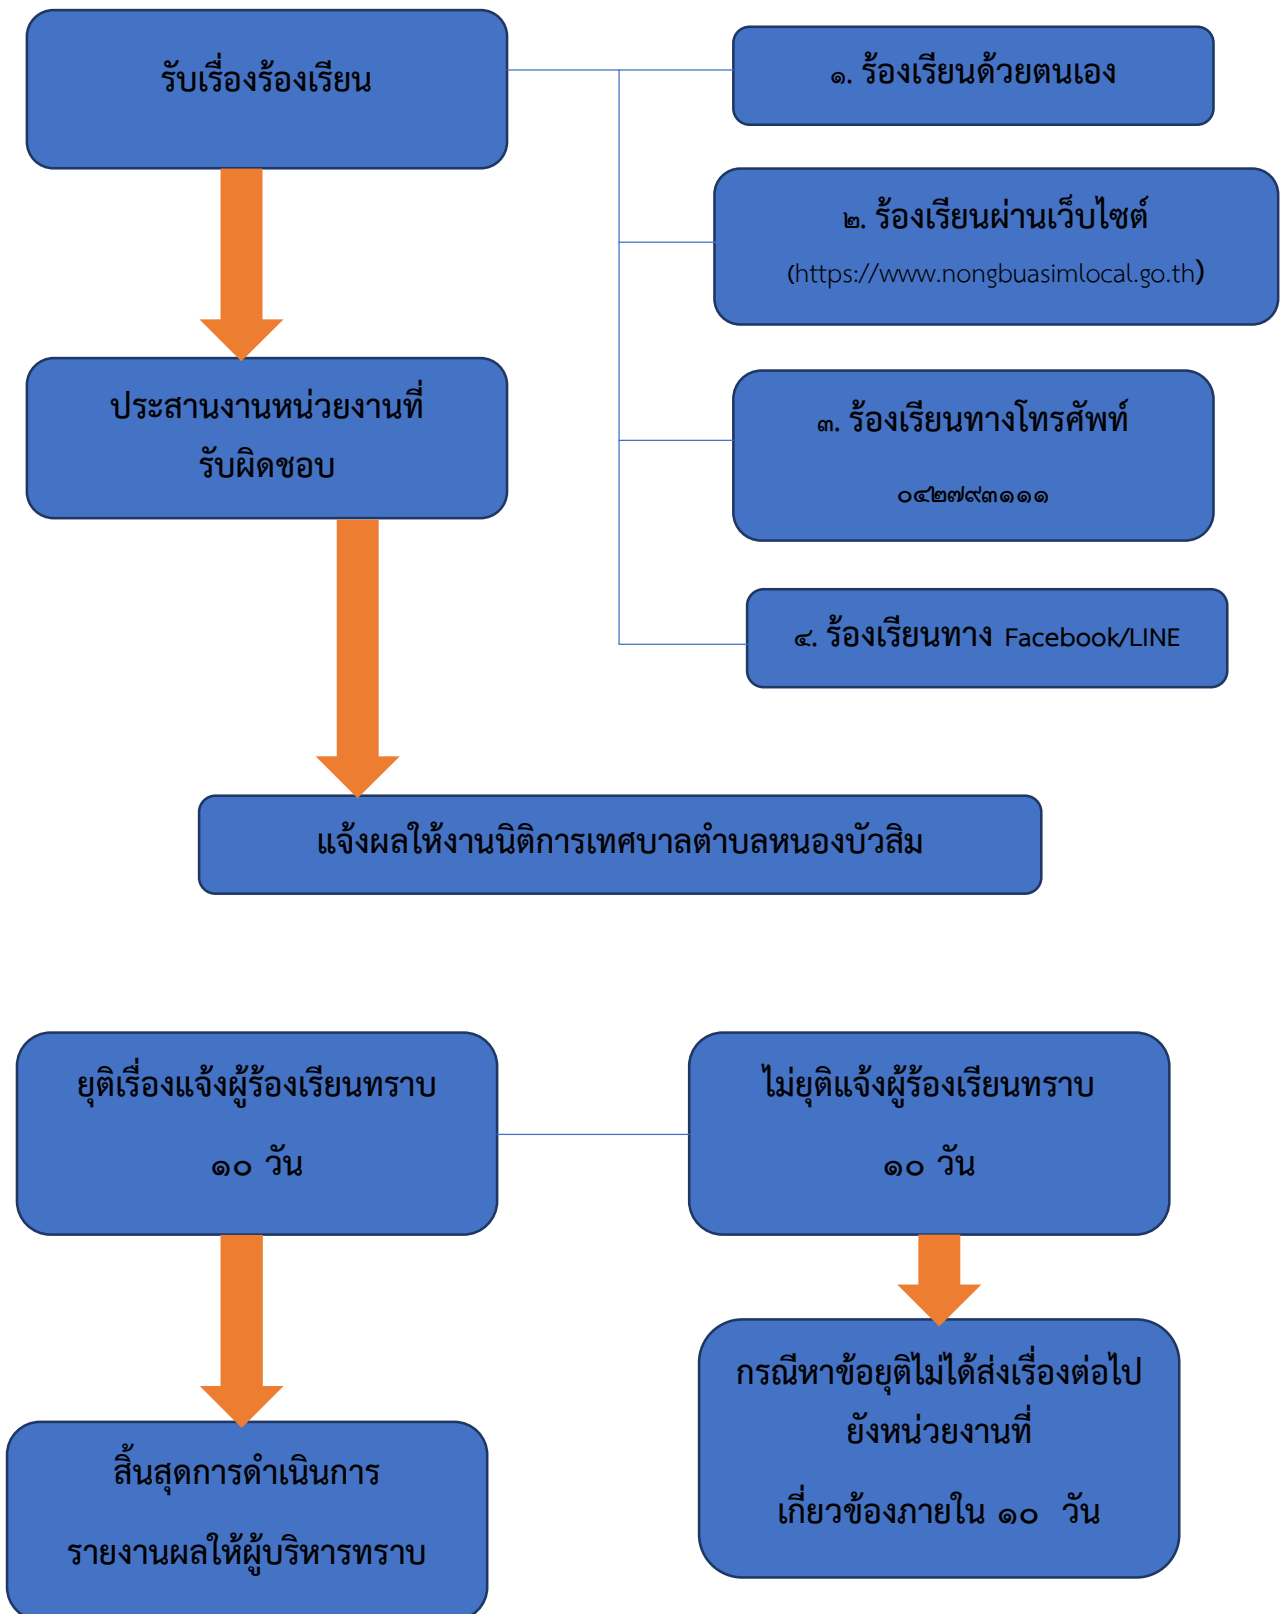 รับเรื่องร้องเรียน
๑. ร้องเรียนด้วยตนเอง
๒. ร้องเรียนผ่านเว็บไซต์
(https://www.nongbuasimlocal.go.th)
ประสานงานหน่วยงานที่
รับผิดชอบ
๓. ร้องเรียนทางโทรศัพท์
๐๔๒๗๙๓๑๑๑
๔. ร้องเรียนทาง Facebook/LINE
แจ้งผลให้งานนิติการเทศบาลตำบลหนองบัวสิม
ยุติเรื่องแจ้งผู้ร้องเรียนทราบ
๑๐ วัน
ไม่ยุติแจ้งผู้ร้องเรียนทราบ
๑๐ วัน
สิ้นสุดการดำเนินการ
รายงานผลให้ผู้บริหารทราบ
กรณีหาข้อยุติไม่ได้ส่งเรื่องต่อไป
ยังหน่วยงานที่
เกี่ยวข้องภายใน ๑๐ วัน